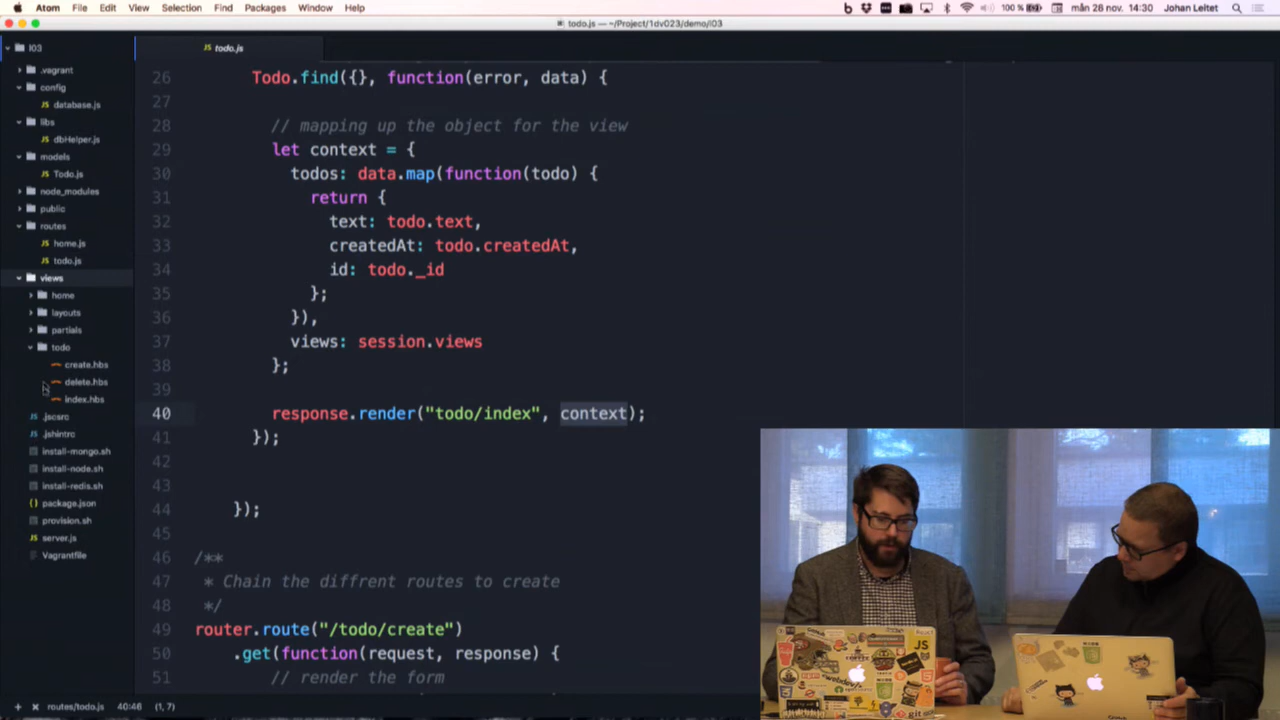 Atom File Edit View Selection Find Packages Window Help
100 % mån 28 nov. 14:30 Johan Leitet
todo.js — ~/Project/1dv023/demo/l03
l03
.vagrant
config
database.js
libs
dbHelper.js
models
Todo.js
node_modules
public
routes
home.js
todo.js
views
home
layouts
partials
todo
create.hbs
delete.hbs
index.hbs
.jscsrc
.jshintrc
install-mongo.sh
install-node.sh
install-redis.sh
package.json
provision.sh
server.js
Vagrantfile
todo.js
26 Todo.find({}, function(error, data) {
27
28 // mapping up the object for the view
29 let context = {
30 todos: data.map(function(todo) {
31 return {
32 text: todo.text,
33 createdAt: todo.createdAt,
34 id: todo._id
35 };
36 }),
37 views: session.views
38 };
39
40 response.render("todo/index", context);
41 });
42
43
44 });
45
46 /**
47 * Chain the diffrent routes to create
48 */
49 router.route("/todo/create")
50 .get(function(request, response) {
51 // render the form
routes/todo.js 40:46 (1, 7)
JS
git